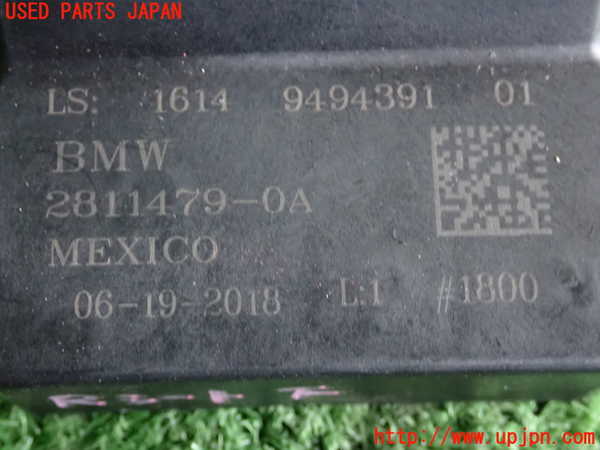 USED PARTS JAPAN
LS: 1614 9494391 01
BMW
2811479-0A
MEXICO
06-19-2018 L:1 #1800
http://www.upjpn.com/